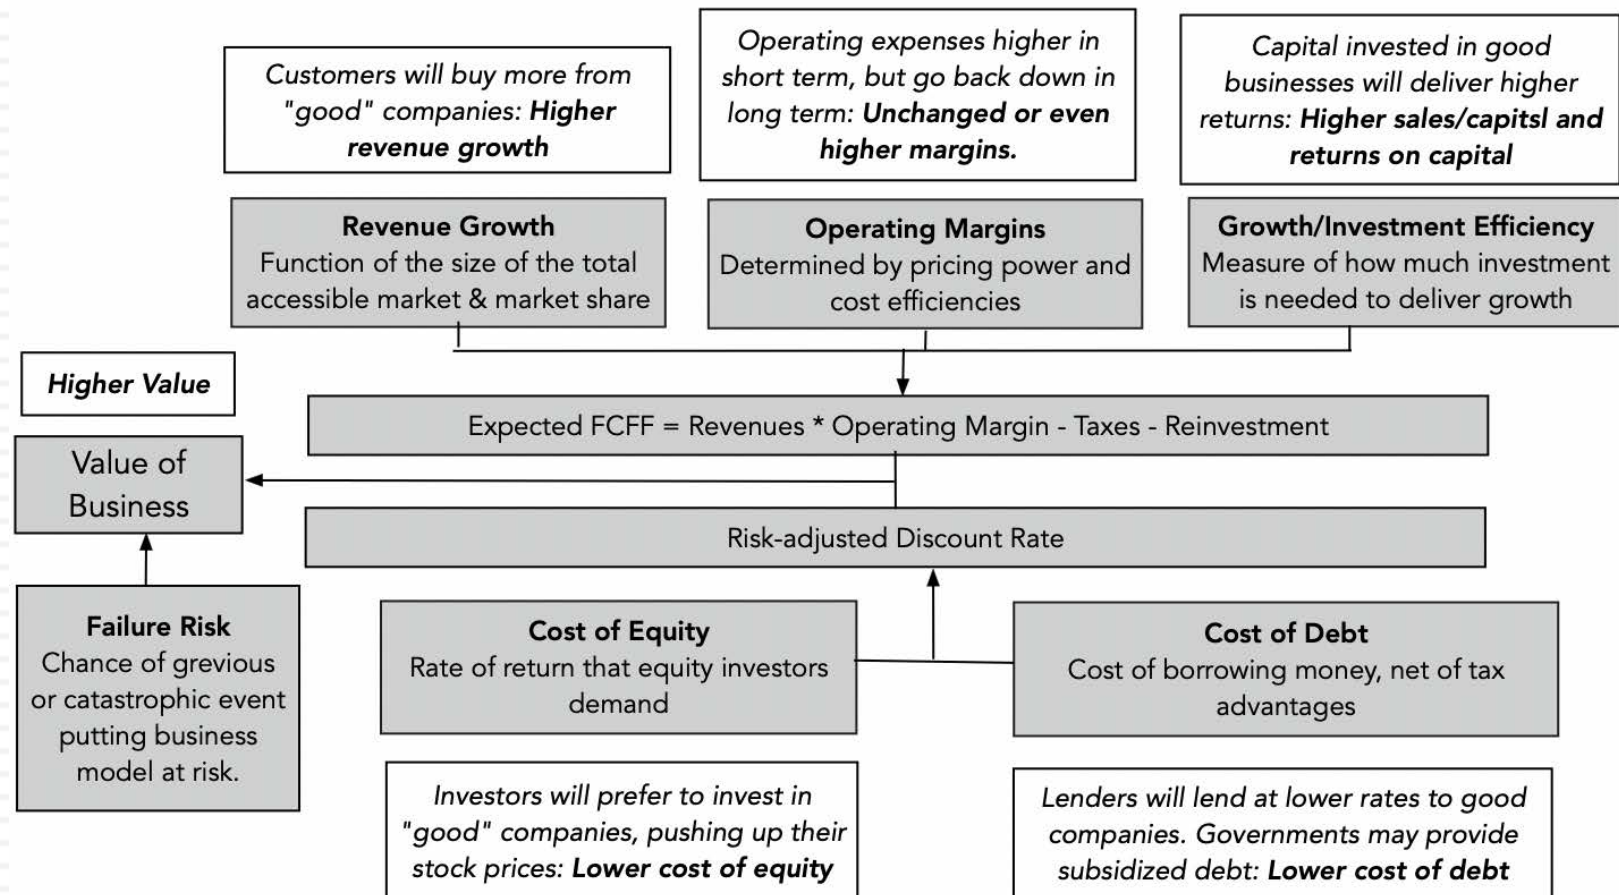 Customers will buy more from
"good" companies: Higher
revenue growth
Operating expenses higher in
short term, but go back down in
long term: Unchanged or even
higher margins.
Capital invested in good
businesses will deliver higher
returns: Higher sales/capitsl and
returns on capital
Revenue Growth
Function of the size of the total
accessible market & market share
Operating Margins
Determined by pricing power and
cost efficiencies
Growth/Investment Efficiency
Measure of how much investment
is needed to deliver growth
Higher Value
Expected FCFF = Revenues * Operating Margin - Taxes - Reinvestment
Value of
Business
Risk-adjusted Discount Rate
Failure Risk
Chance of grevious
or catastrophic event
putting business
model at risk.
Cost of Equity
Rate of return that equity investors
demand
Cost of Debt
Cost of borrowing money, net of tax
advantages
Investors will prefer to invest in
"good" companies, pushing up their
stock prices: Lower cost of equity
Lenders will lend at lower rates to good
companies. Governments may provide
subsidized debt: Lower cost of debt